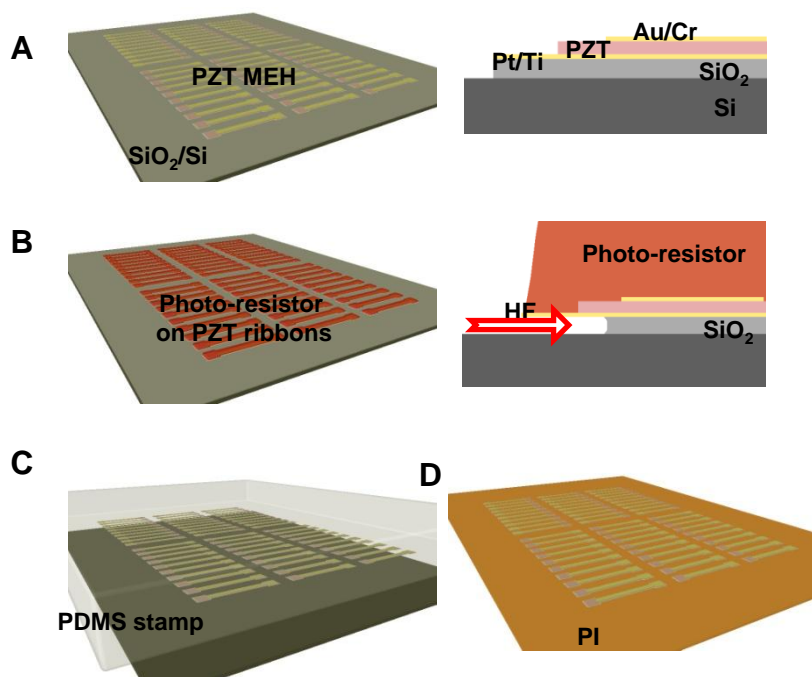 A
PZT MEH
SiO₂/Si
Au/Cr
PZT
Pt/Ti
SiO₂
Si
B
Photo-resistor
on PZT ribbons
Photo-resistor
HF
SiO₂
C
PDMS stamp
D
PI